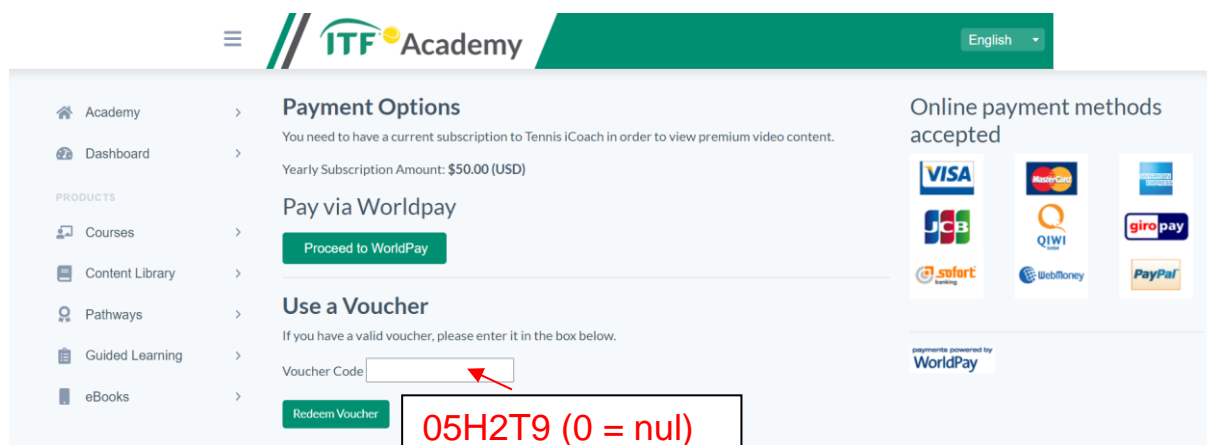 ITF Academy
English
Academy
Dashboard
PRODUCTS
Courses
Content Library
Pathways
Guided Learning
eBooks
Payment Options
You need to have a current subscription to Tennis iCoach in order to view premium video content.
Yearly Subscription Amount: $50.00 (USD)
Pay via Worldpay
Proceed to WorldPay
Use a Voucher
If you have a valid voucher, please enter it in the box below.
Voucher Code
Redeem Voucher
05H2T9 (0 = nul)
Online payment methods
accepted
VISA
MasterCard
JCB
QIWI
giropay
sofort
banking
WebMoney
PayPal
payments powered by
WorldPay